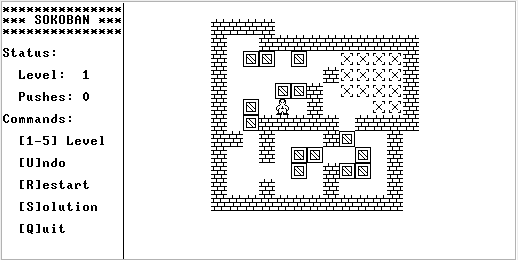 ********************
*** SOKOBAN ***
********************
Status:
Level: 1
Pushes: 0
Commands:
[1-5] Level
[U]ndo
[R]estart
[S]olution
[Q]uit